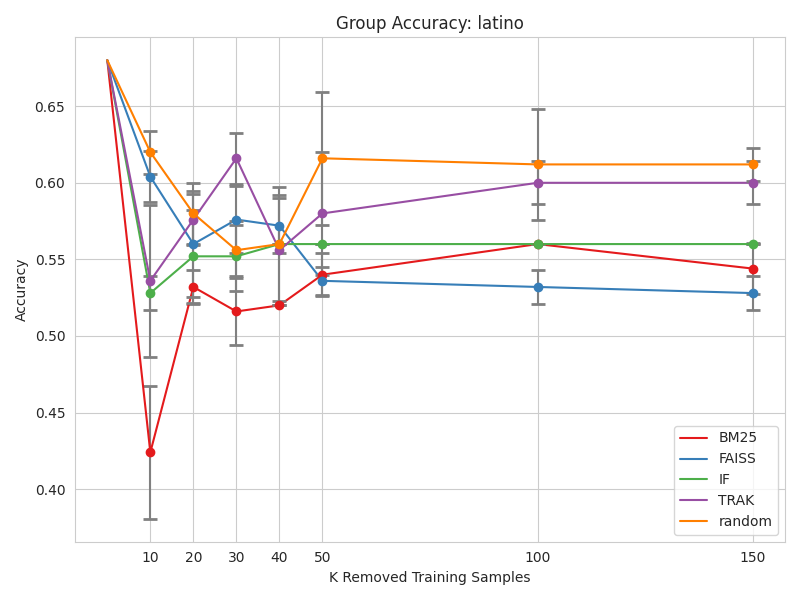 Group Accuracy: latino
Accuracy
0.65
0.60
0.55
0.50
0.45
0.40
10 20 30 40 50 100 150
K Removed Training Samples
BM25
FAISS
IF
TRAK
random